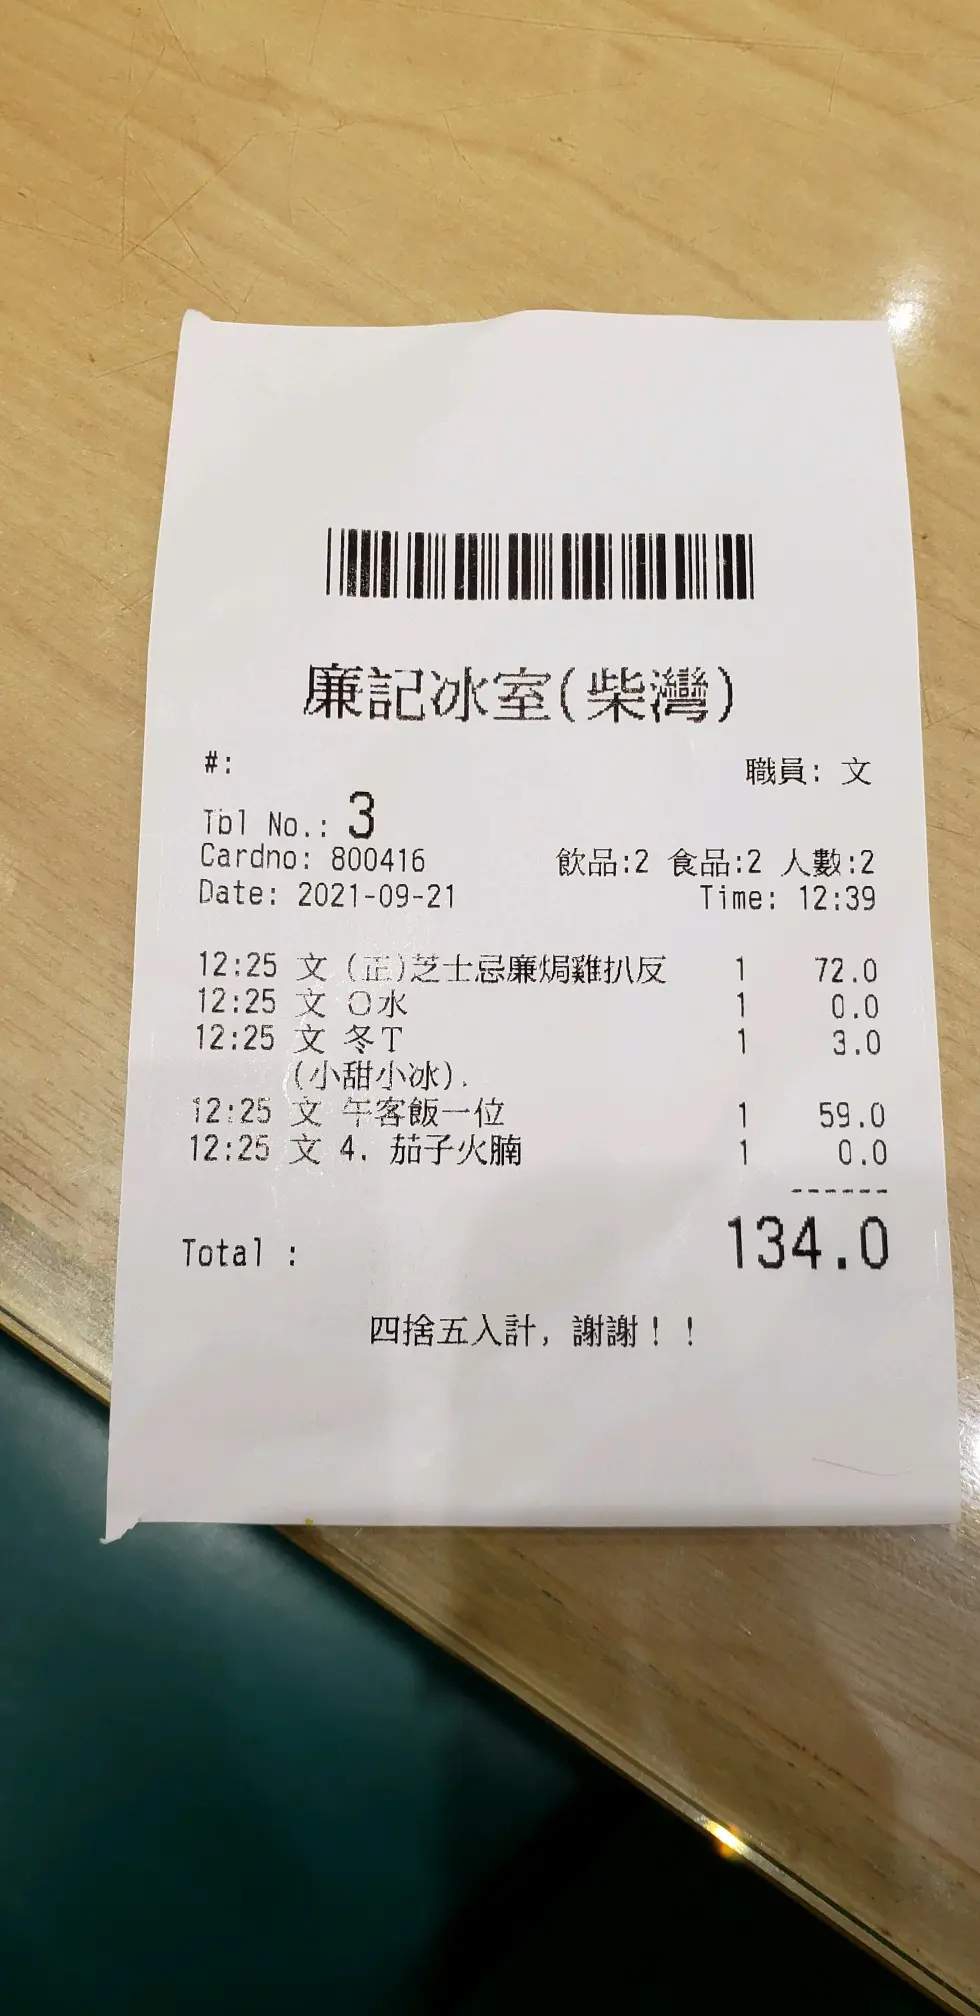 廉記冰室(柴灣)
#: 職員: 文
Tbl No.: 3
Cardno: 800416 飲品:2 食品:2 人數:2
Date: 2021-09-21 Time: 12:39
12:25 文 (正)芝士忌廉焗雞扒反 1 72.0
12:25 文 O水 1 0.0
12:25 文 冬T 1 3.0
(小甜小冰).
12:25 文 午客飯一位 1 59.0
12:25 文 4. 茄子火腩 1 0.0
------
Total : 134.0
四捨五入計, 謝謝!!